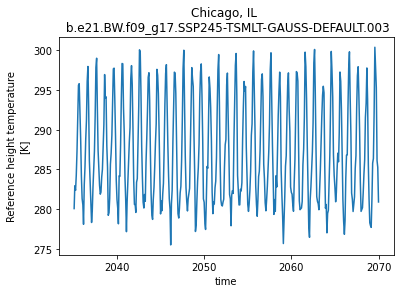 Chicago, IL
b.e21.BW.f09_g17.SSP245-TSMLT-GAUSS-DEFAULT.003
300
295
290
285
280
275
Reference height temperature
[K]
2040
2050
2060
2070
time